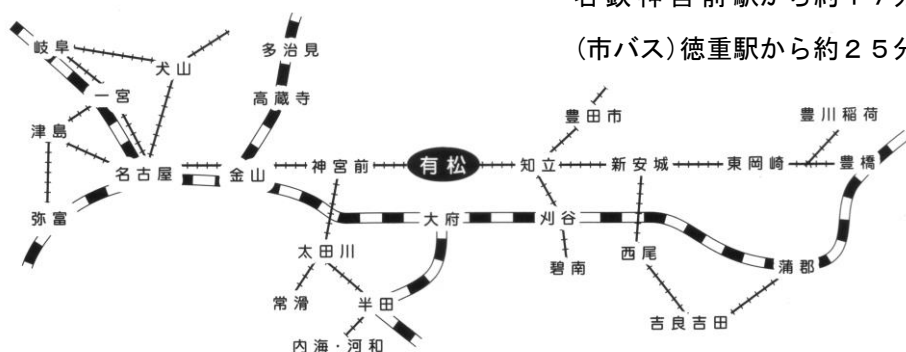 名鉄神宮前駅から約17分
(市バス)徳重駅から約25分
岐阜
犬山
多治見
一宮
高蔵寺
津島
豊田市
豊川稲荷
名古屋
金山
神宮前
有松
知立
新安城
東岡崎
豊橋
弥富
大府
刈谷
太田川
碧南
西尾
蒲郡
常滑
半田
吉良吉田
内海・河和